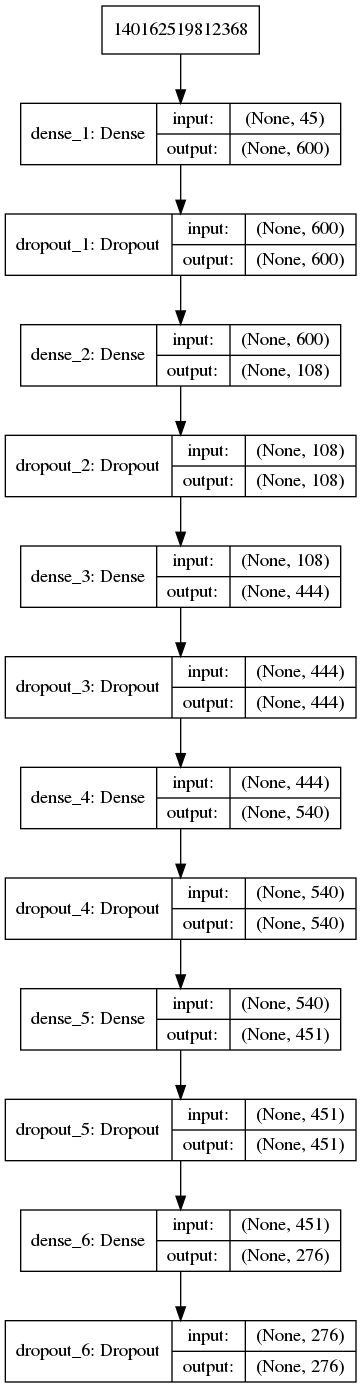 140162519812368
dense_1: Dense
input: (None, 45)
output: (None, 600)
dropout_1: Dropout
input: (None, 600)
output: (None, 600)
dense_2: Dense
input: (None, 600)
output: (None, 108)
dropout_2: Dropout
input: (None, 108)
output: (None, 108)
dense_3: Dense
input: (None, 108)
output: (None, 444)
dropout_3: Dropout
input: (None, 444)
output: (None, 444)
dense_4: Dense
input: (None, 444)
output: (None, 540)
dropout_4: Dropout
input: (None, 540)
output: (None, 540)
dense_5: Dense
input: (None, 540)
output: (None, 451)
dropout_5: Dropout
input: (None, 451)
output: (None, 451)
dense_6: Dense
input: (None, 451)
output: (None, 276)
dropout_6: Dropout
input: (None, 276)
output: (None, 276)